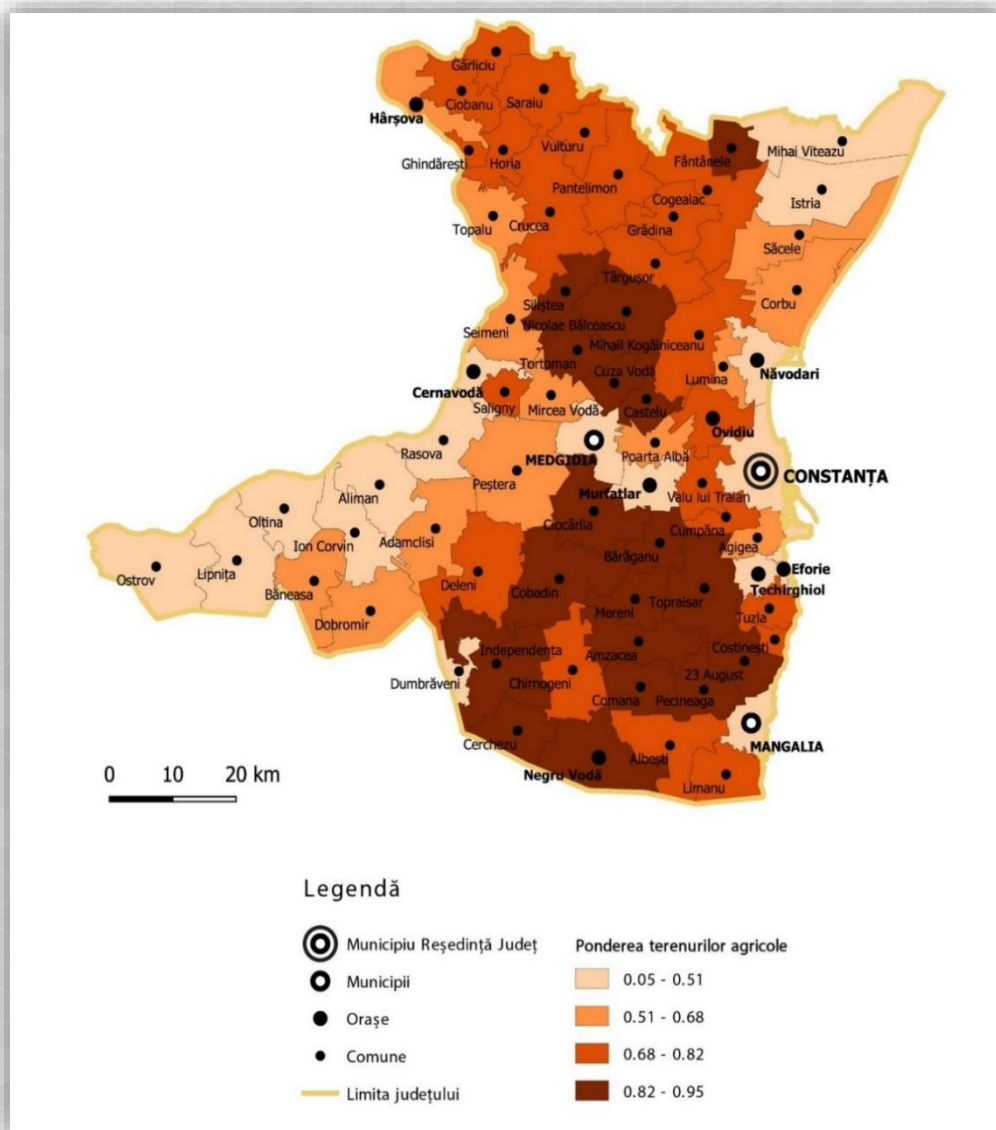 Gârliciu
Ciobanu
Saraiu
Hârșova
Vulturu
Mihai Viteazu
Ghindărești
Horia
Fântânele
Pantelimon
Cogealac
Istria
Topalu
Crucea
Grădina
Săcele
Târgușor
Corbu
Siliștea
Seimeni
Nicolae Bălcescu
Mihail Kogălniceanu
Tortoman
Cuza Vodă
Lumina
Năvodari
Cernavodă
Saligny
Mircea Vodă
Castelu
Ovidiu
Rasova
MEDGIDIA
Poarta Albă
CONSTANȚA
Peștera
Murfatlar
Valu lui Traian
Aliman
Oltina
Ciocârlia
Cumpăna
Ion Corvin
Adamclisi
Bărăganu
Agigea
Ostrov
Lipnița
Eforie
Băneasa
Deleni
Cobadin
Techirghiol
Dobromir
Mereni
Topraisar
Tuzla
Independența
Amzacea
Costinești
Dumbrăveni
Chirnogeni
23 August
Comana
Pecineaga
Cerchezu
MANGALIA
Albești
Negru Vodă
Limanu
0 10 20 km
Legendă
Municipiu Reședință Județ
Municipii
Orașe
Comune
Limita județului
Ponderea terenurilor agricole
0.05 - 0.51
0.51 - 0.68
0.68 - 0.82
0.82 - 0.95